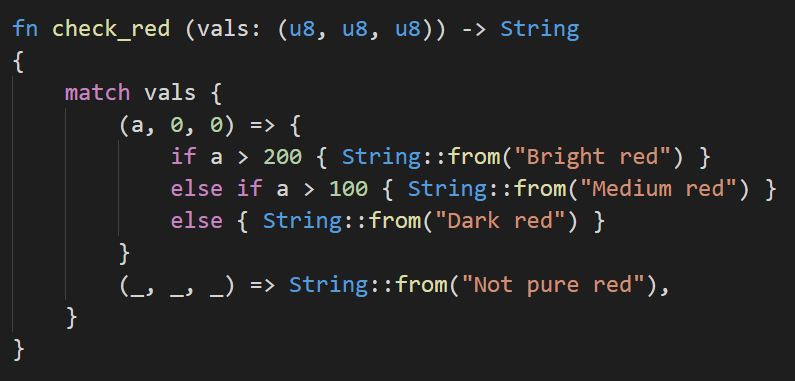 fn check_red (vals: (u8, u8, u8)) -> String
{
    match vals {
        (a, 0, 0) => {
            if a > 200 { String::from("Bright red") }
            else if a > 100 { String::from("Medium red") }
            else { String::from("Dark red") }
        }
        (_, _, _) => String::from("Not pure red"),
    }
}